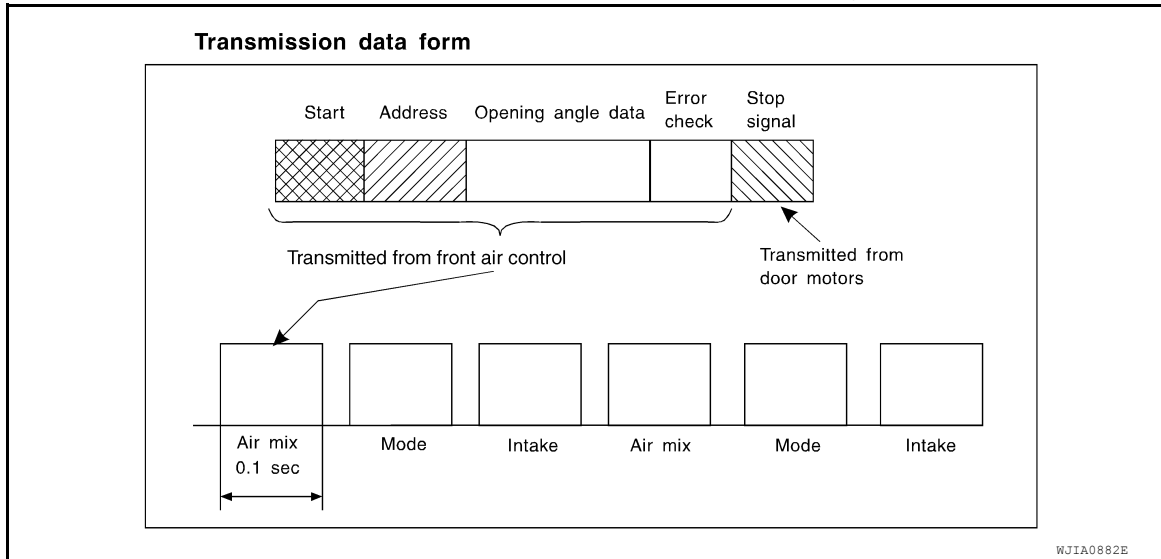 Transmission data form
Start Address Opening angle data Error check Stop signal
Transmitted from front air control
Transmitted from
door motors
Air mix Mode Intake Air mix Mode Intake
0.1 sec
WJIA0882E